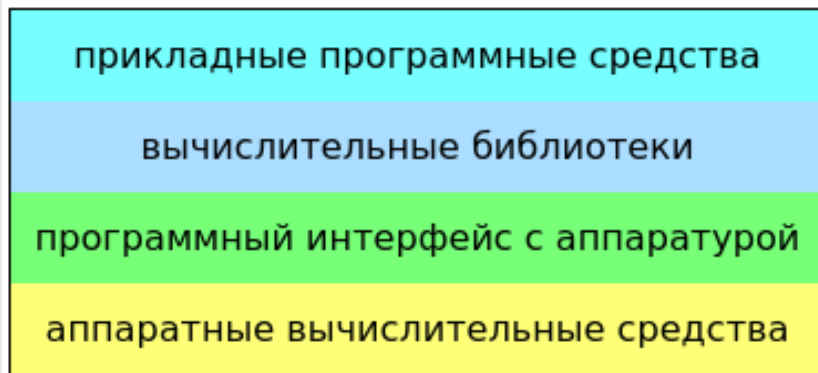 прикладные программные средства
вычислительные библиотеки
программный интерфейс с аппаратурой
аппаратные вычислительные средства